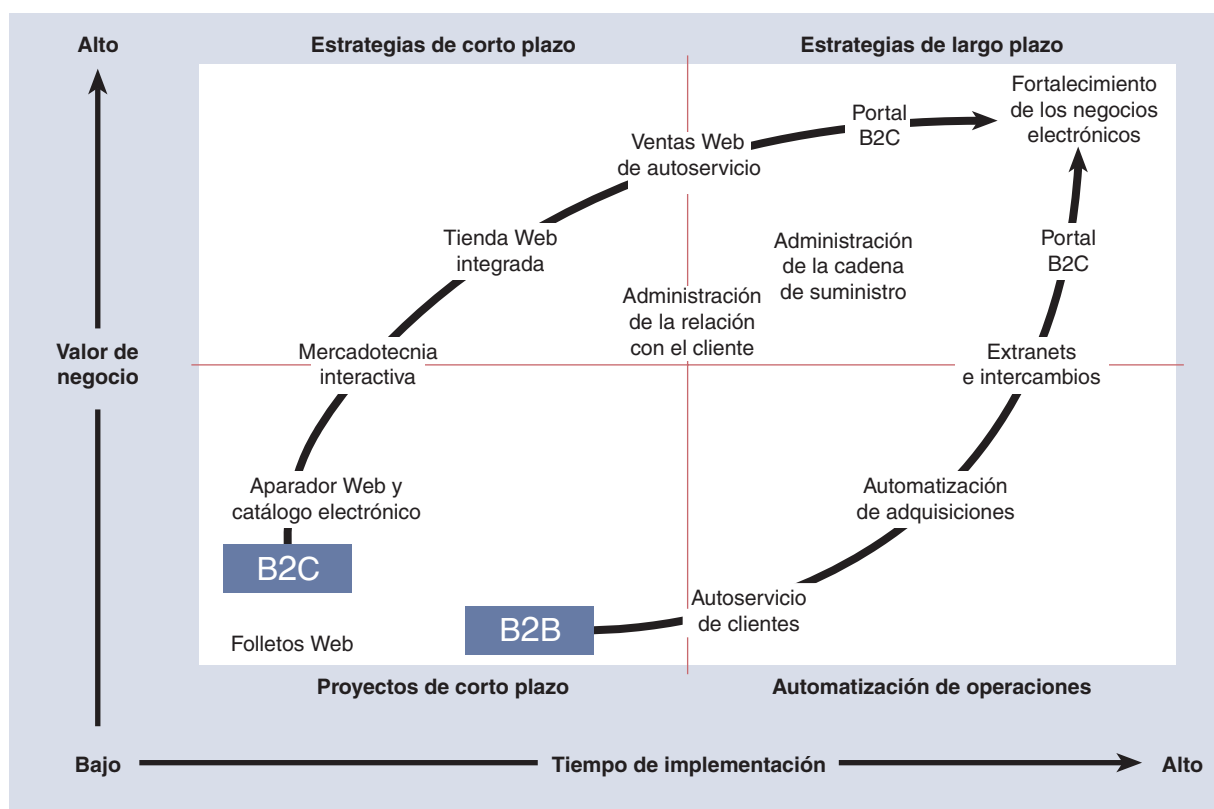 Alto
Estrategias de corto plazo
Estrategias de largo plazo
Fortalecimiento
de los negocios
electrónicos
Portal
B2C
Ventas Web
de autoservicio
Tienda Web
integrada
Administración
de la cadena
de suministro
Portal
B2C
Administración
de la relación
con el cliente
Valor de
negocio
Mercadotecnia
interactiva
Extranets
e intercambios
Aparador Web y
catálogo electrónico
Automatización
de adquisiciones
B2C
Autoservicio
de clientes
B2B
Folletos Web
Proyectos de corto plazo
Automatización de operaciones
Bajo
Tiempo de implementación
Alto